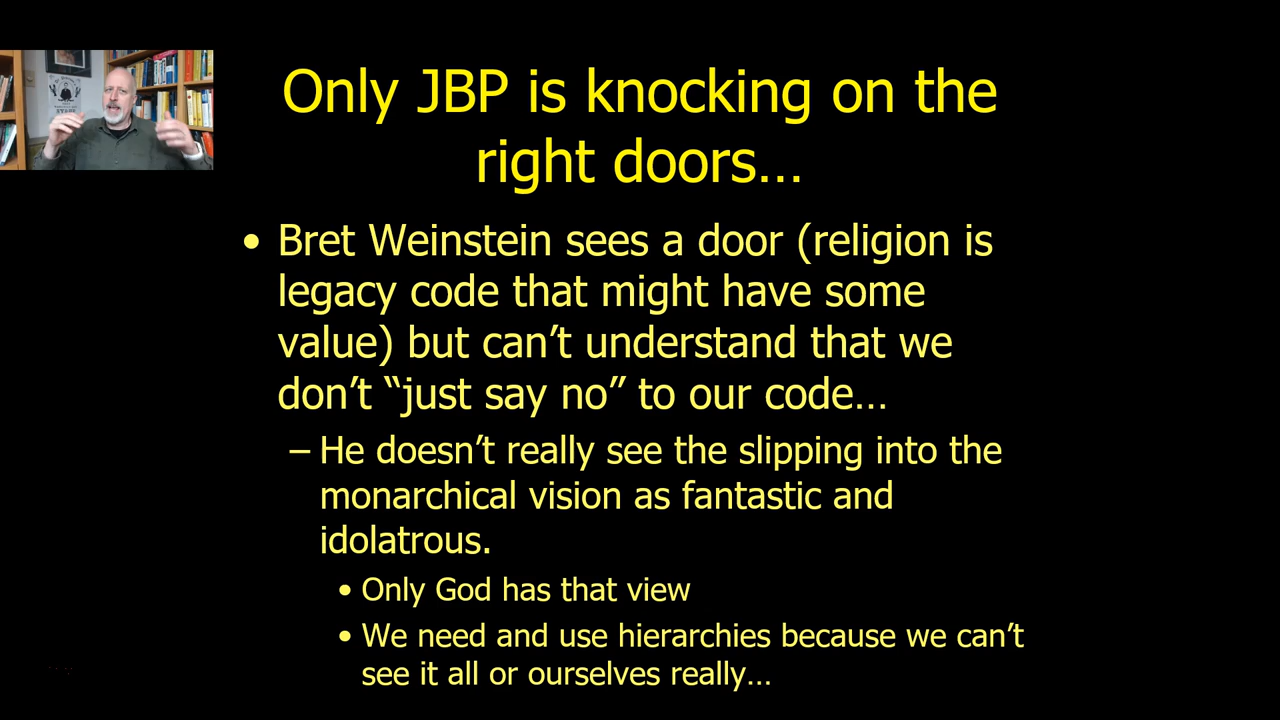 Only JBP is knocking on the
right doors…
• Bret Weinstein sees a door (religion is
legacy code that might have some
value) but can’t understand that we
don’t “just say no” to our code…
– He doesn’t really see the slipping into the
monarchical vision as fantastic and
idolatrous.
• Only God has that view
• We need and use hierarchies because we can’t
see it all or ourselves really…